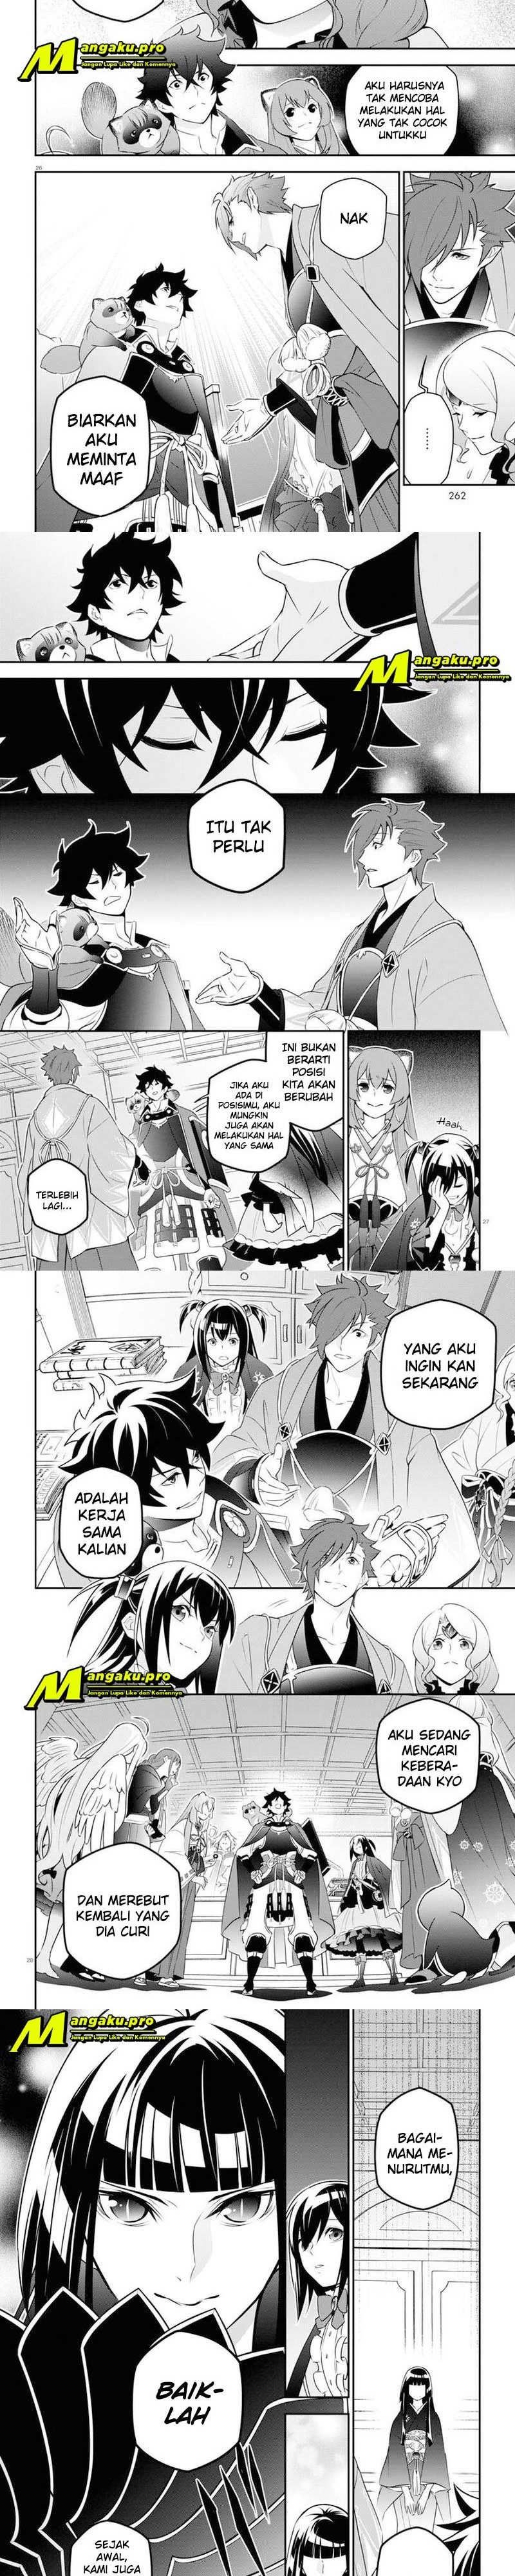 Mangaku.pro
Jangan Lupa Like dan Komennya
AKU HARUSNYA
TAK MENCOBA
MELAKUKAN HAL
YANG TAK COCOK
UNTUKKU
26
NAK
BIARKAN
AKU
MEMINTA
MAAF
262
Mangaku.pro
Jangan Lupa Like dan Komennya
ITU TAK
PERLU
INI BUKAN
BERARTI
POSISI
KITA AKAN
BERUBAH
JIKA AKU
ADA DI
POSISIMU, AKU
MUNGKIN
JUGA AKAN
MELAKUKAN HAL
YANG SAMA
TERLEBIH
LAGI...
Haah...
27
YANG AKU
INGIN KAN
SEKARANG
ADALAH
KERJA
SAMA
KALIAN
Mangaku.pro
Jangan Lupa Like dan Komennya
AKU SEDANG
MENCARI
KEBERA-
DAAN KYO
DAN MEREBUT
KEMBALI YANG
DIA CURI
28
Mangaku.pro
Jangan Lupa Like dan Komennya
BAGAI-
MANA ME-
NURUTMU,
BAIK-
LAH
SEJAK
AWAL,
KAMI JUGA